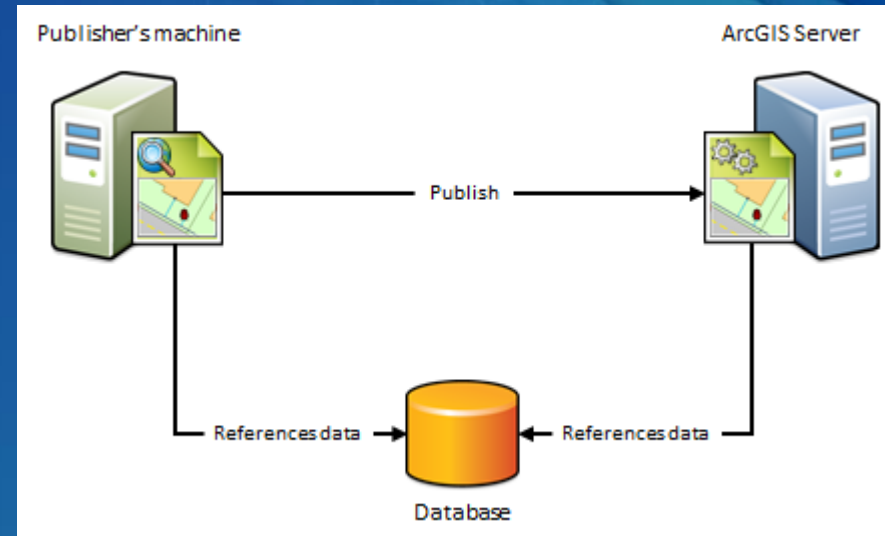 Publisher's machine
ArcGIS Server
Publish
References data
References data
Database